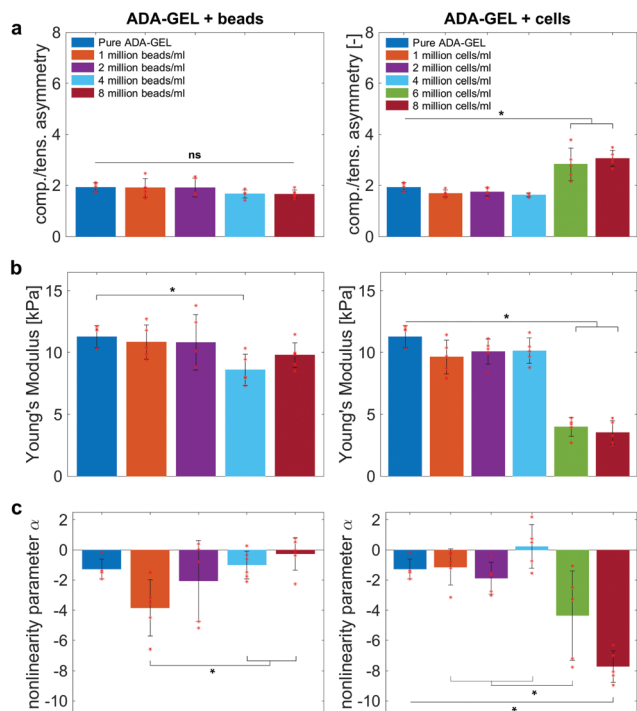 ADA-GEL + beads
ADA-GEL + cells
a
comp./tens. asymmetry
8
6
4
2
0
Pure ADA-GEL
1 million beads/ml
2 million beads/ml
4 million beads/ml
8 million beads/ml
ns
comp./tens. asymmetry [-]
8
6
4
2
0
Pure ADA-GEL
1 million cells/ml
2 million cells/ml
4 million cells/ml
6 million cells/ml
8 million cells/ml
*
b
Young's Modulus [kPa]
15
10
5
0
*
Young's Modulus [kPa]
15
10
5
0
*
c
nonlinearity parameter α
2
0
-2
-4
-6
-8
-10
*
nonlinearity parameter α
2
0
-2
-4
-6
-8
-10
*
*